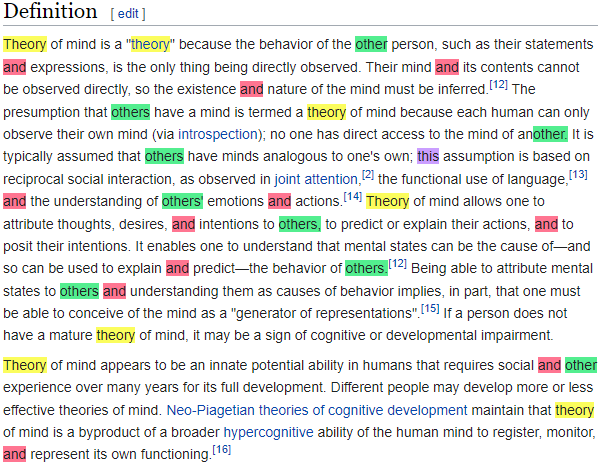 Definition [ edit ]
Theory of mind is a "theory" because the behavior of the other person, such as their statements
and expressions, is the only thing being directly observed. Their mind and its contents cannot
be observed directly, so the existence and nature of the mind must be inferred.[12] The
presumption that others have a mind is termed a theory of mind because each human can only
observe their own mind (via introspection); no one has direct access to the mind of another. It is
typically assumed that others have minds analogous to one's own; this assumption is based on
reciprocal social interaction, as observed in joint attention,[2] the functional use of language,[13]
and the understanding of others' emotions and actions.[14] Theory of mind allows one to
attribute thoughts, desires, and intentions to others, to predict or explain their actions, and to
posit their intentions. It enables one to understand that mental states can be the cause of—and
so can be used to explain and predict—the behavior of others.[12] Being able to attribute mental
states to others and understanding them as causes of behavior implies, in part, that one must
be able to conceive of the mind as a "generator of representations".[15] If a person does not
have a mature theory of mind, it may be a sign of cognitive or developmental impairment.
Theory of mind appears to be an innate potential ability in humans that requires social and other
experience over many years for its full development. Different people may develop more or less
effective theories of mind. Neo-Piagetian theories of cognitive development maintain that theory
of mind is a byproduct of a broader hypercognitive ability of the human mind to register, monitor,
and represent its own functioning.[16]